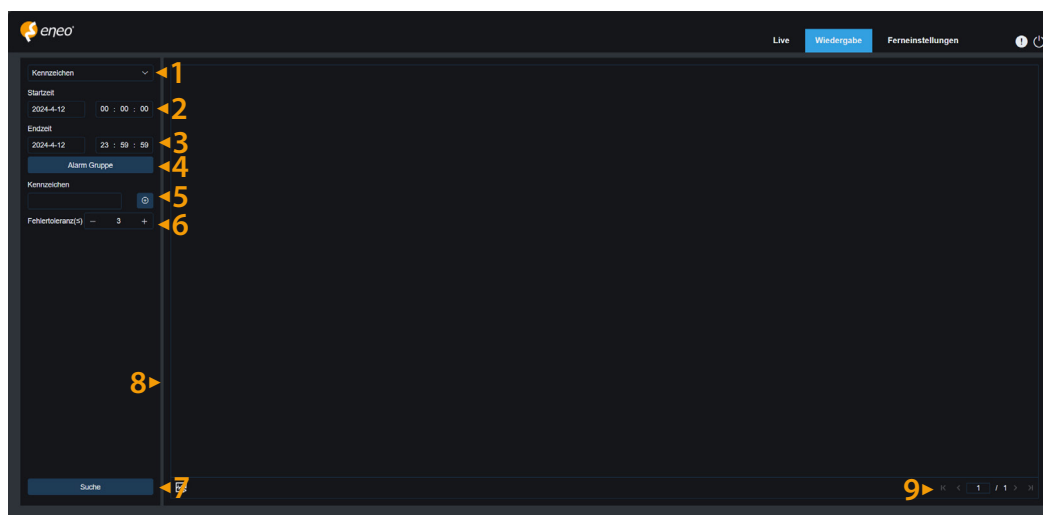 eneo
Live Wiedergabe Ferneinstellungen
Kennzeichen 1
Startzeit
2024-4-12 00 : 00 : 00 2
Endzeit
2024-4-12 23 : 59 : 59 3
Alarm Gruppe 4
Kennzeichen
5
Fehlertoleranz(≤) − 3 + 6
8
Suche 7
9 1 / 1